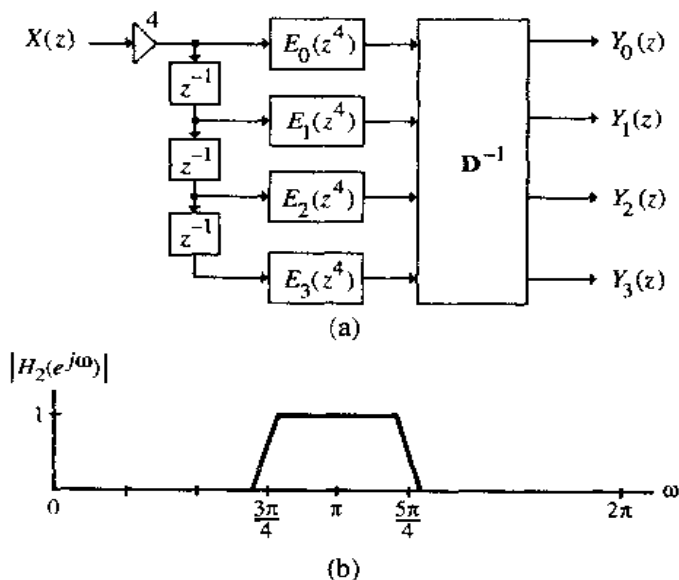 X(z) 4 E₀(z⁴) Y₀(z)
z⁻¹
E₁(z⁴) Y₁(z)
z⁻¹ D⁻¹
E₂(z⁴) Y₂(z)
z⁻¹
E₃(z⁴) Y₃(z)
(a)
|H₂(e^{jω})|
1
0 3π/4 π 5π/4 2π ω
(b)